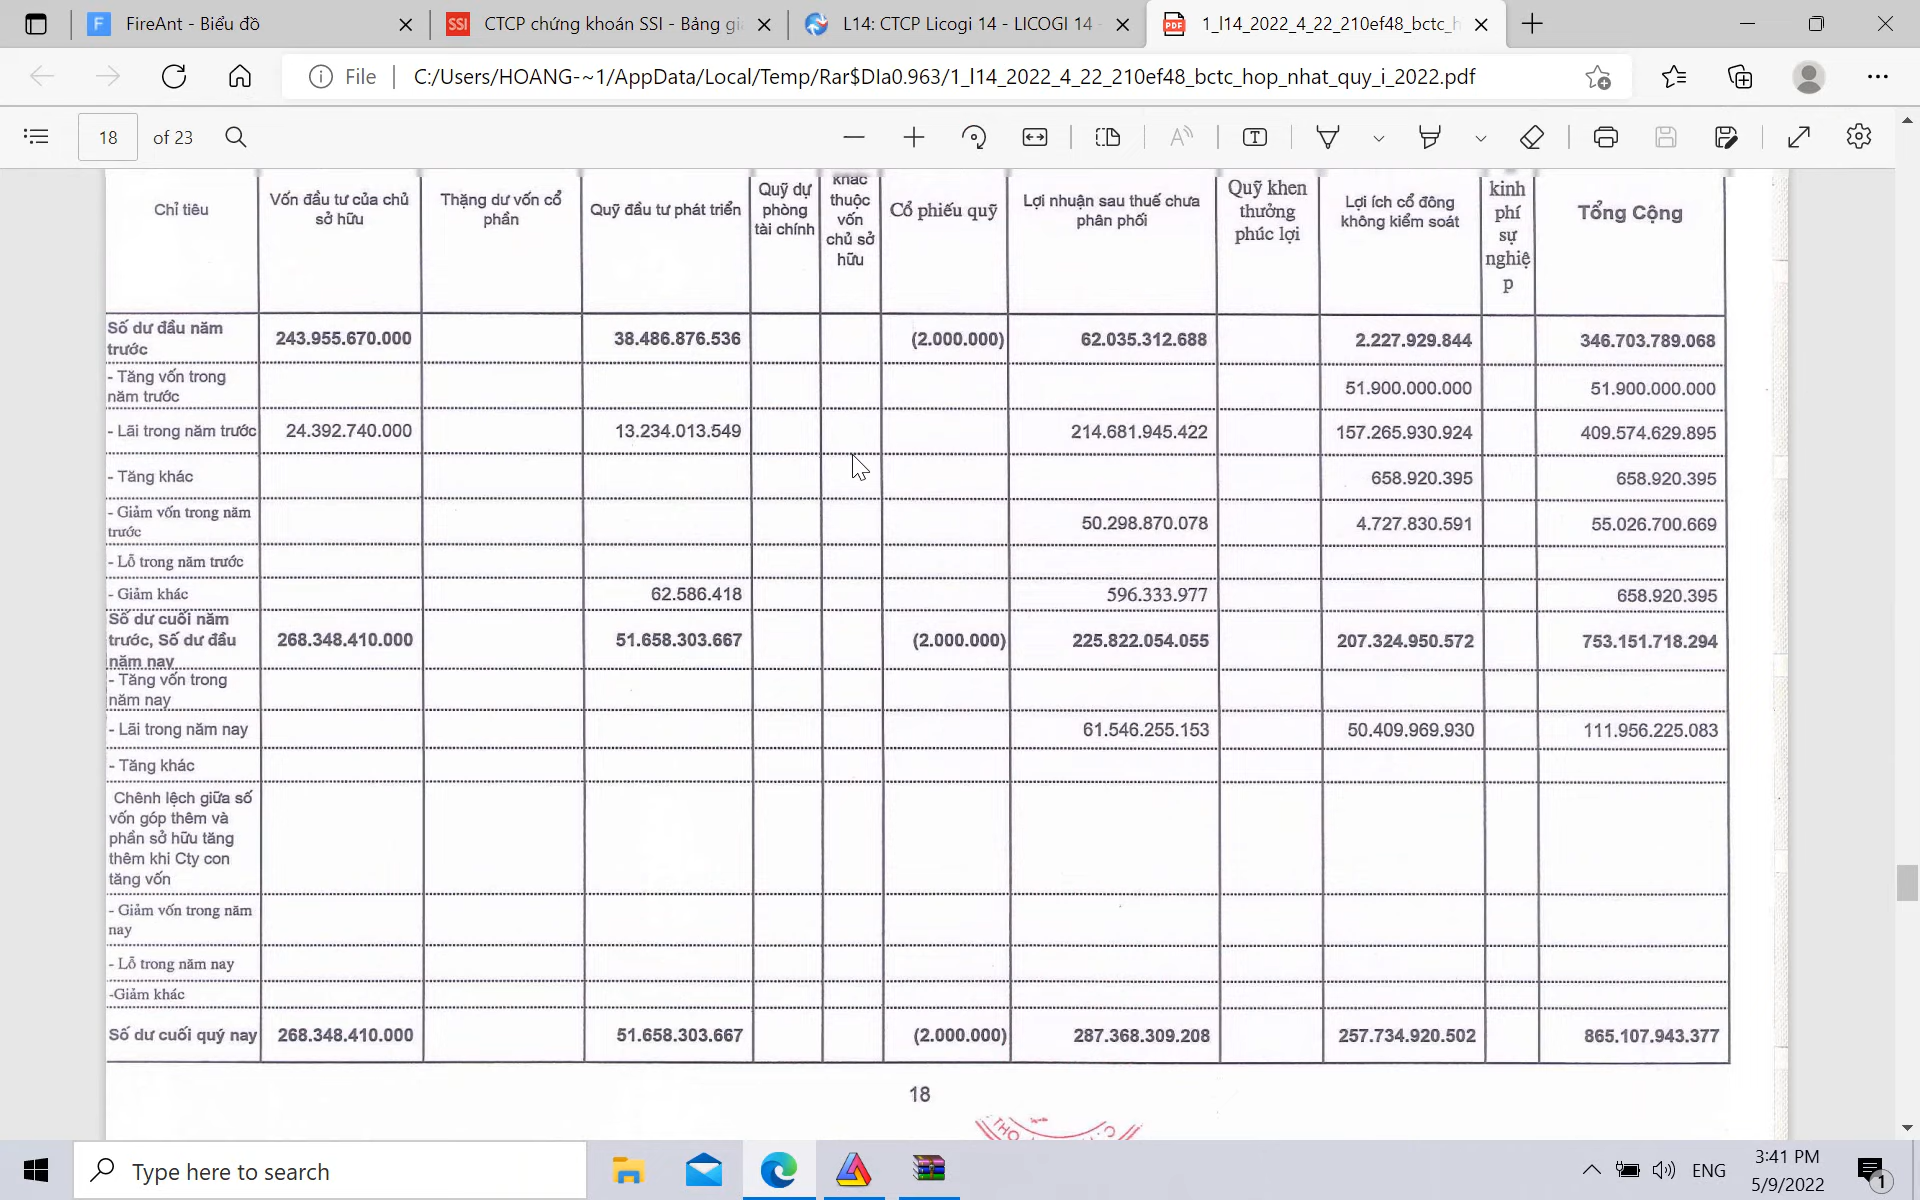 FireAnt - Biểu đồ
CTCP chứng khoán SSI - Bảng gi
L14: CTCP Licogi 14 - LICOGI 14 -
1_l14_2022_4_22_210ef48_bctc_h
File
C:/Users/HOANG-~1/AppData/Local/Temp/Rar$DIa0.963/1_l14_2022_4_22_210ef48_bctc_hop_nhat_quy_i_2022.pdf
18 of 23
Chỉ tiêu
Vốn đầu tư của chủ
sở hữu
Thặng dư vốn cổ
phần
Quỹ đầu tư phát triển
Quỹ dự
phòng
tài chính
khác
thuộc
vốn
chủ sở
hữu
Cổ phiếu quỹ
Lợi nhuận sau thuế chưa
phân phối
Quỹ khen
thưởng
phúc lợi
Lợi ích cổ đông
không kiểm soát
kinh
phí
sự
nghiệ
p
Tổng Cộng
Số dư đầu năm
trước
243.955.670.000 38.486.876.536 (2.000.000) 62.035.312.688 2.227.929.844 346.703.789.068
- Tăng vốn trong
năm trước
51.900.000.000 51.900.000.000
- Lãi trong năm trước 24.392.740.000 13.234.013.549 214.681.945.422 157.265.930.924 409.574.629.895
- Tăng khác 658.920.395 658.920.395
- Giảm vốn trong năm
trước
50.298.870.078 4.727.830.591 55.026.700.669
- Lỗ trong năm trước
- Giảm khác 62.586.418 596.333.977 658.920.395
Số dư cuối năm
trước, Số dư đầu
năm nay
268.348.410.000 51.658.303.667 (2.000.000) 225.822.054.055 207.324.950.572 753.151.718.294
- Tăng vốn trong
năm nay
- Lãi trong năm nay 61.546.255.153 50.409.969.930 111.956.225.083
- Tăng khác
Chênh lệch giữa số
vốn góp thêm và
phần sở hữu tăng
thêm khi Cty con
tăng vốn
- Giảm vốn trong năm
nay
- Lỗ trong năm nay
-Giảm khác
Số dư cuối quý nay 268.348.410.000 51.658.303.667 (2.000.000) 287.368.309.208 257.734.920.502 865.107.943.377
18
Type here to search
ENG
3:41 PM
5/9/2022
1